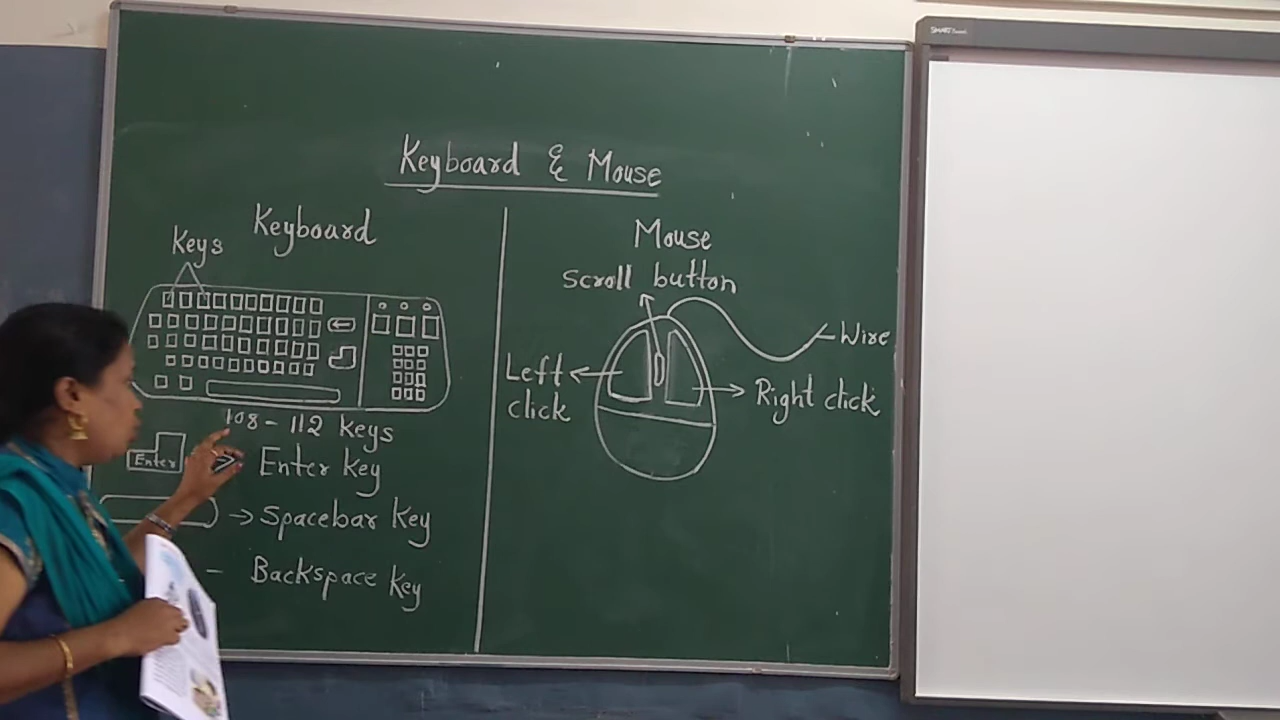 Keyboard & Mouse
Keyboard
Keys
108 - 112 keys
Enter → Enter key
→ Spacebar key
- Backspace key
Mouse
Scroll button
Wire
Left
click
Right click
SMART